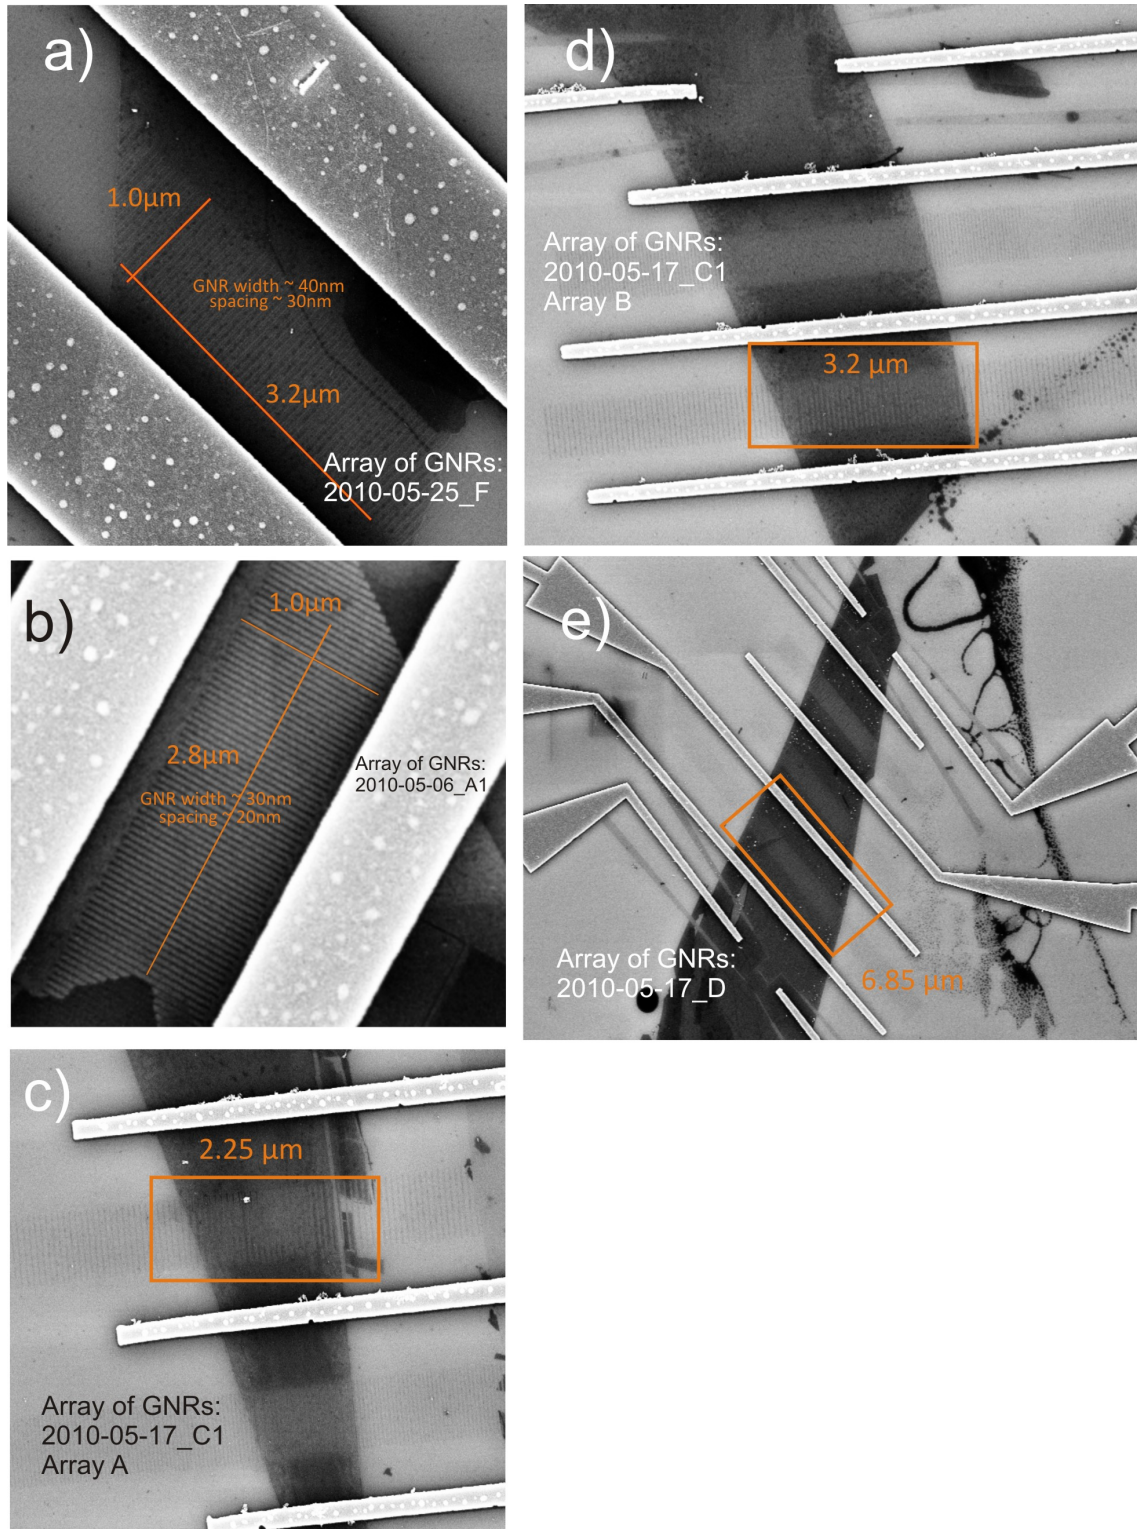 a)
1.0µm
GNR width ~ 40nm
spacing ~ 30nm
3.2µm
Array of GNRs:
2010-05-25_F
b)
1.0µm
2.8µm
Array of GNRs:
2010-05-06_A1
GNR width ~ 30nm
spacing ~ 20nm
c)
2.25 µm
Array of GNRs:
2010-05-17_C1
Array A
d)
Array of GNRs:
2010-05-17_C1
Array B
3.2 µm
e)
Array of GNRs:
2010-05-17_D
6.85 µm